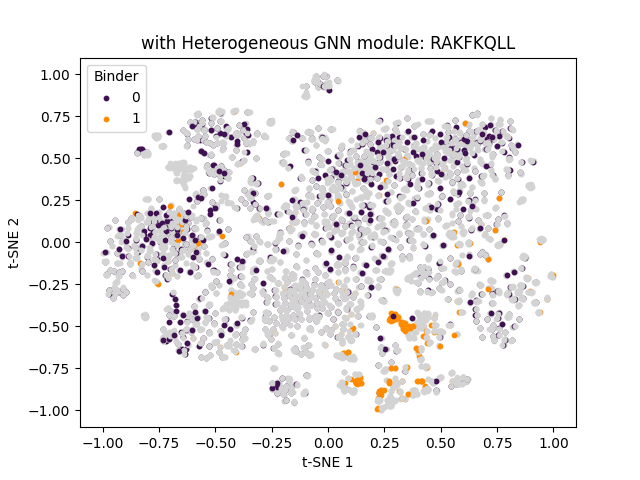 with Heterogeneous GNN module: RAKFKQLL
Binder
0
1
1.00
0.75
0.50
0.25
0.00
−0.25
−0.50
−0.75
−1.00
t-SNE 2
−1.00 −0.75 −0.50 −0.25 0.00 0.25 0.50 0.75 1.00
t-SNE 1